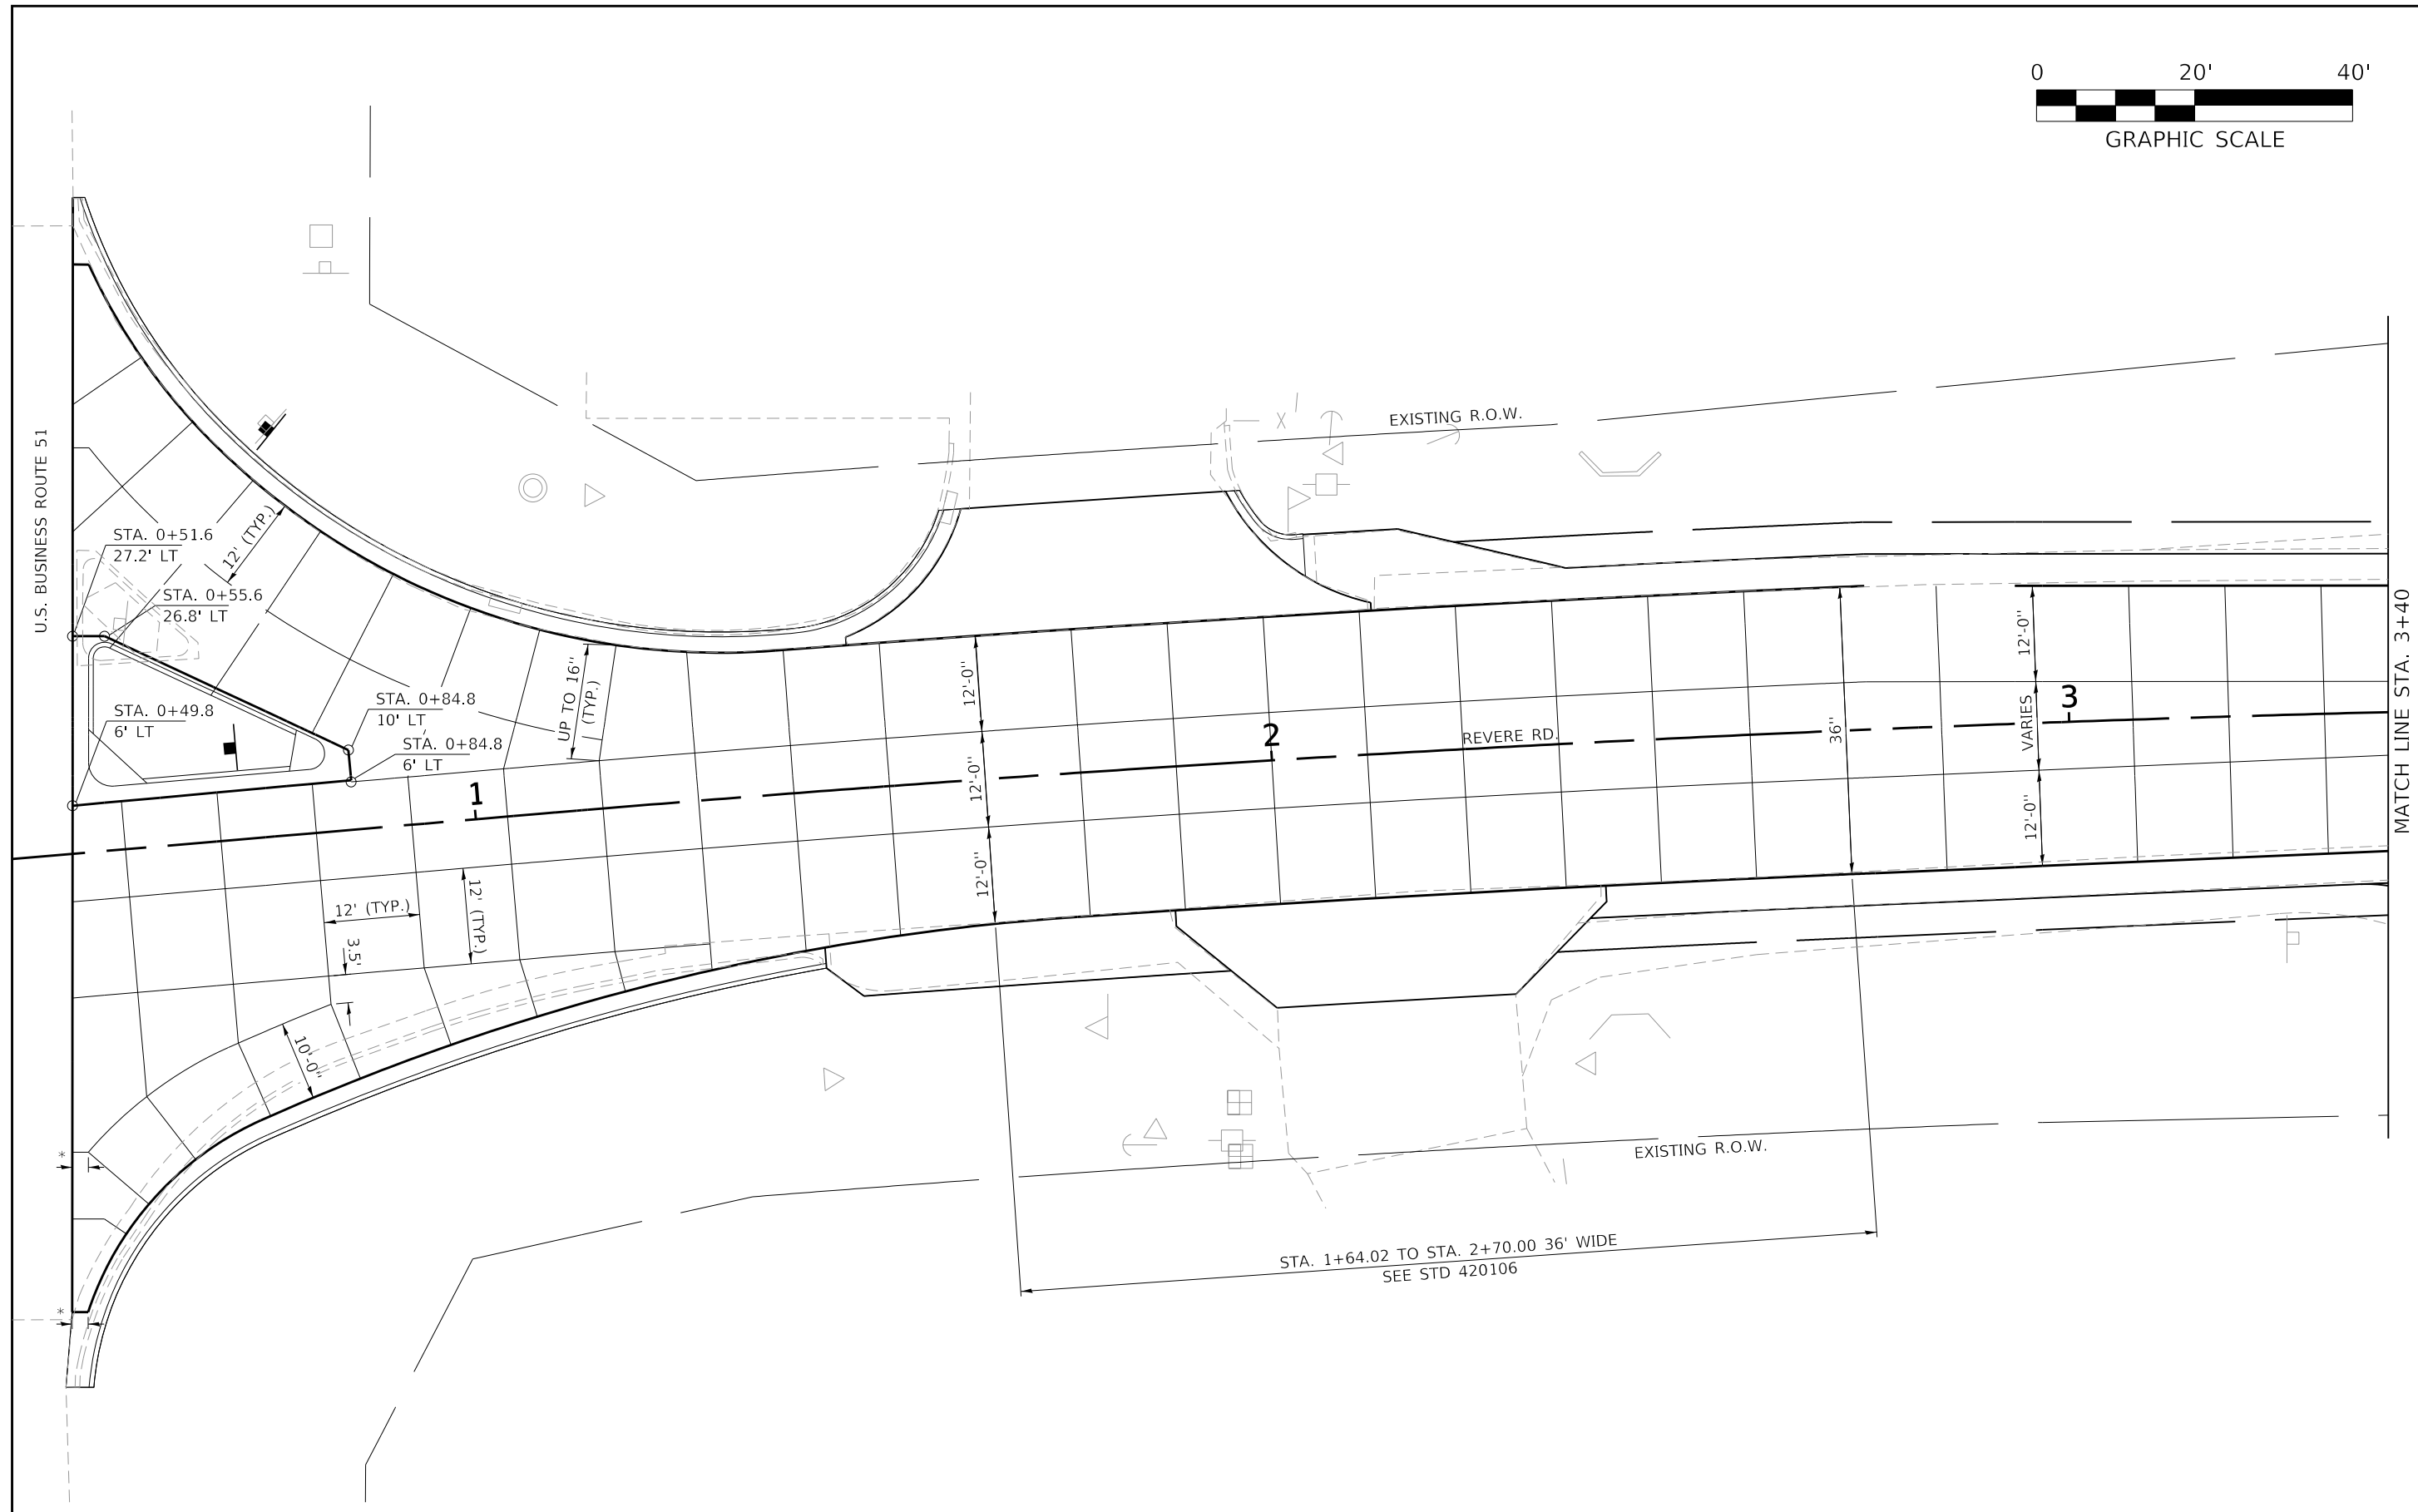 0 20' 40'
GRAPHIC SCALE
EXISTING R.O.W.
U.S. BUSINESS ROUTE 51
STA. 0+51.6
27.2' LT
12' (TYP.)
STA. 0+55.6
26.8' LT
STA. 0+49.8
6' LT
STA. 0+84.8
10' LT
STA. 0+84.8
6' LT
UP TO 16"
(TYP.)
12'-0"
12'-0"
12'-0"
1
2
3
REVERE RD.
36"
12'-0"
VARIES
12'-0"
MATCH LINE STA. 3+40
12' (TYP.)
12' (TYP.)
3.5'
10'-0"
*
*
EXISTING R.O.W.
STA. 1+64.02 TO STA. 2+70.00 36' WIDE
SEE STD 420106